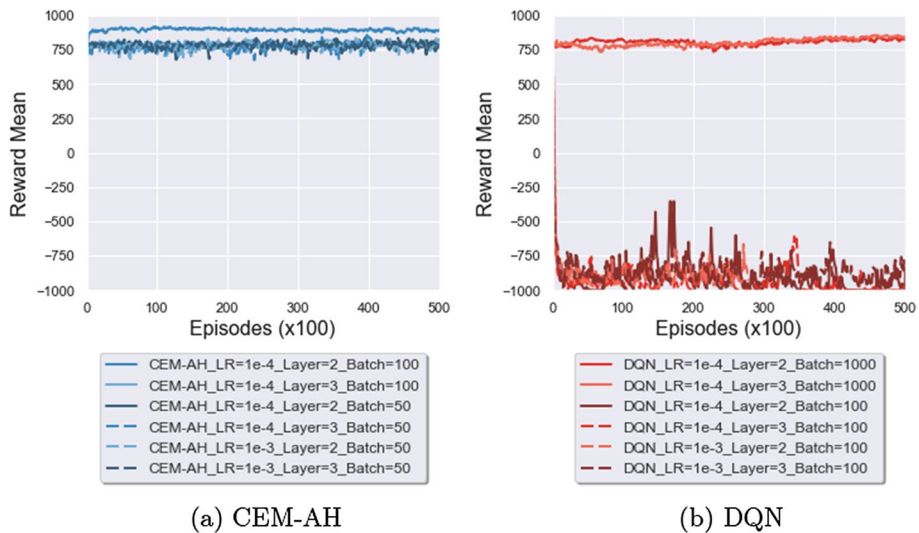 1000
750
500
250
0
−250
−500
−750
−1000
Reward Mean
0 100 200 300 400 500
Episodes (x100)
CEM-AH_LR=1e-4_Layer=2_Batch=100
CEM-AH_LR=1e-4_Layer=3_Batch=100
CEM-AH_LR=1e-4_Layer=2_Batch=50
CEM-AH_LR=1e-4_Layer=3_Batch=50
CEM-AH_LR=1e-3_Layer=2_Batch=50
CEM-AH_LR=1e-3_Layer=3_Batch=50
(a) CEM-AH
1000
750
500
250
0
−250
−500
−750
−1000
Reward Mean
0 100 200 300 400 500
Episodes (x100)
DQN_LR=1e-4_Layer=2_Batch=1000
DQN_LR=1e-4_Layer=3_Batch=1000
DQN_LR=1e-4_Layer=2_Batch=100
DQN_LR=1e-4_Layer=3_Batch=100
DQN_LR=1e-3_Layer=2_Batch=100
DQN_LR=1e-3_Layer=3_Batch=100
(b) DQN